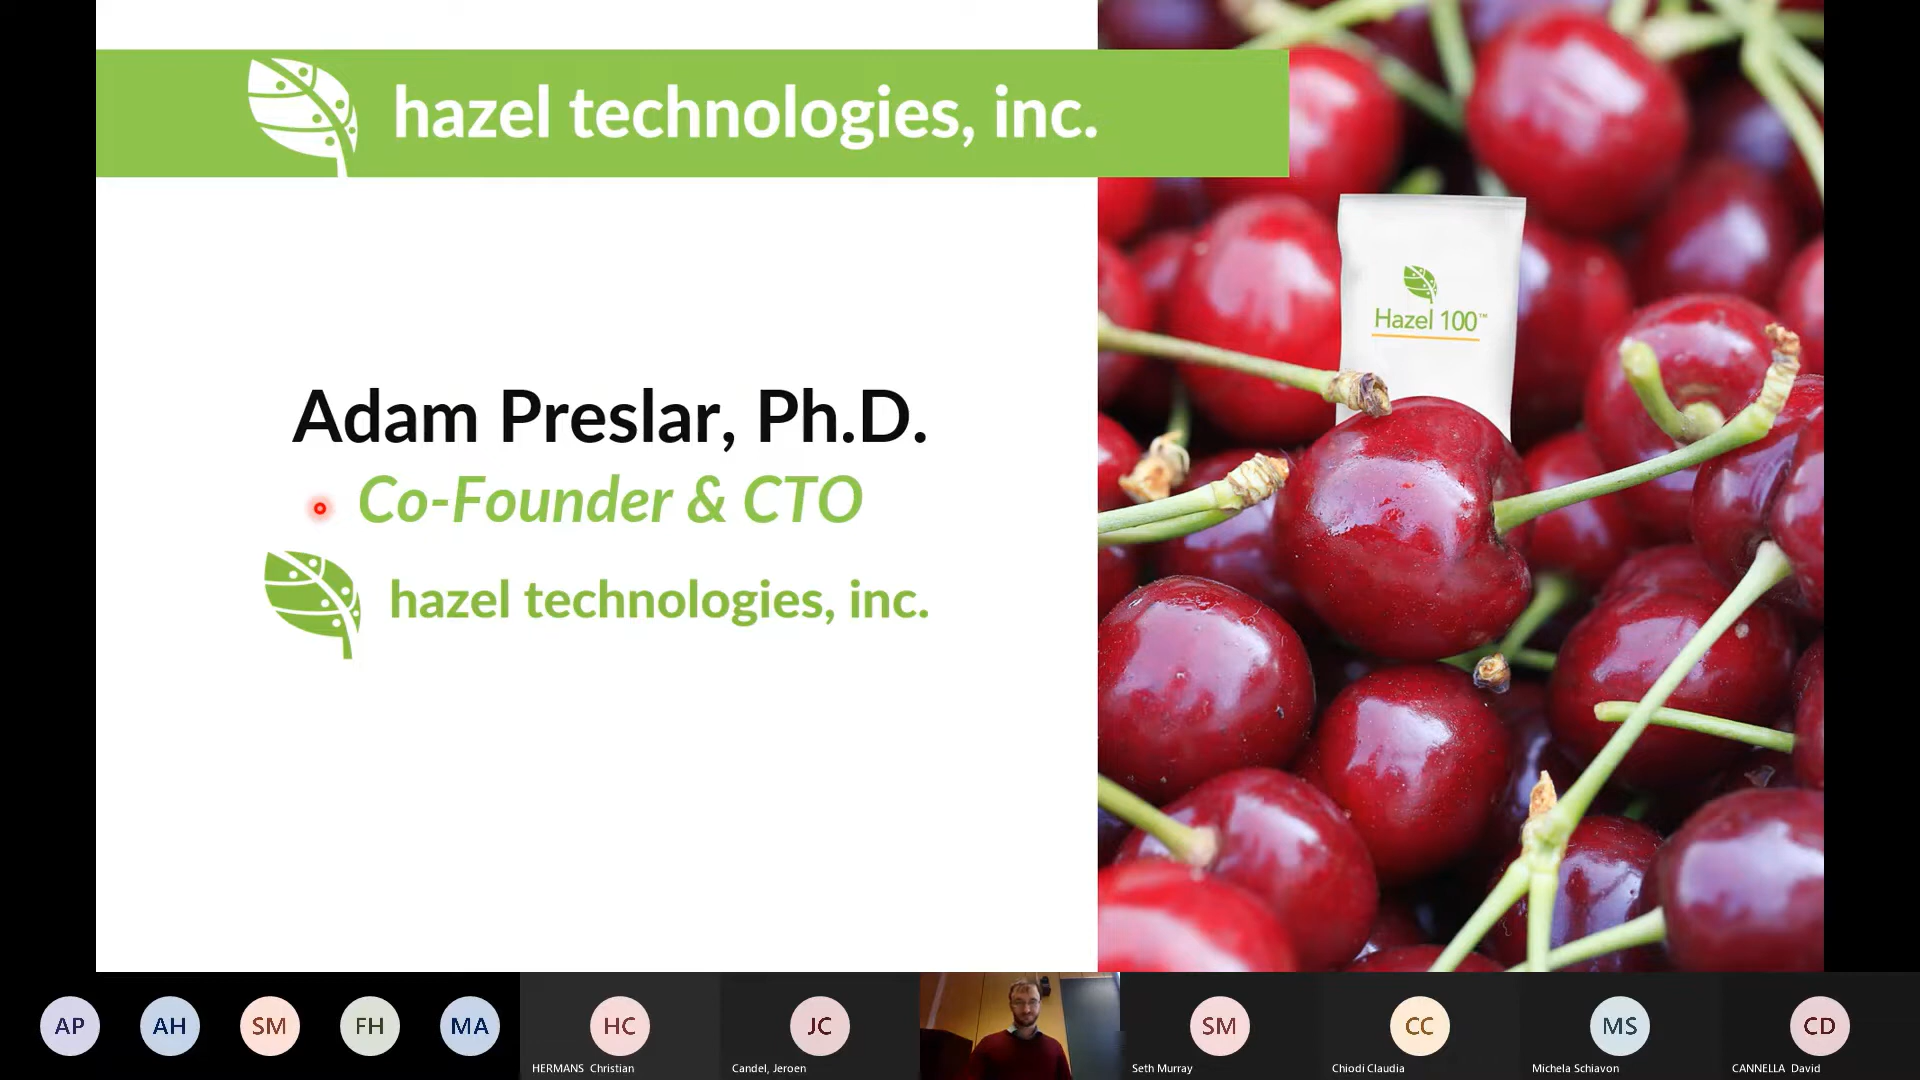 hazel technologies, inc.
Hazel 100™
Adam Preslar, Ph.D.
Co-Founder & CTO
hazel technologies, inc.
AP
AH
SM
FH
MA
HC
JC
SM
CC
MS
CD
HERMANS Christian
Candel, Jeroen
Seth Murray
Chiodi Claudia
Michela Schiavon
CANNELLA David